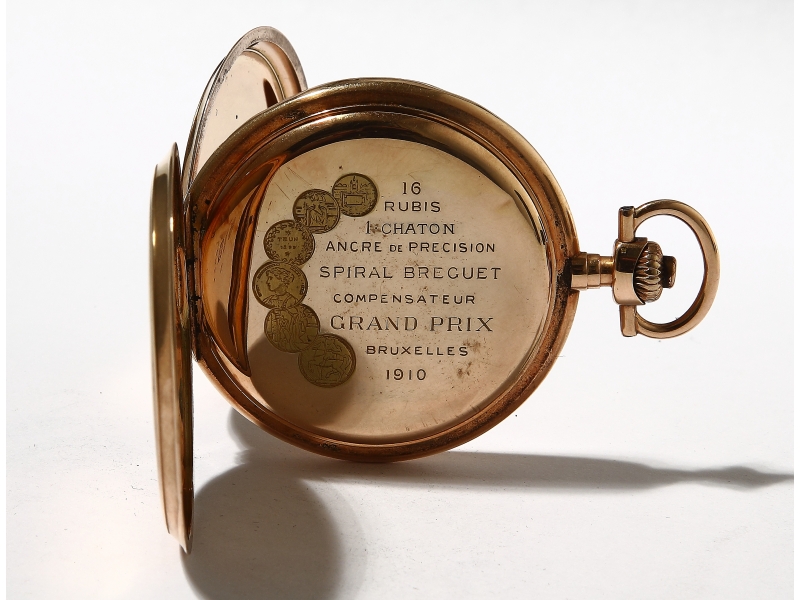 16
RUBIS
1 CHATON
ANCRE DE PRECISION
SPIRAL BREGUET
COMPENSATEUR
GRAND PRIX
BRUXELLES
1910